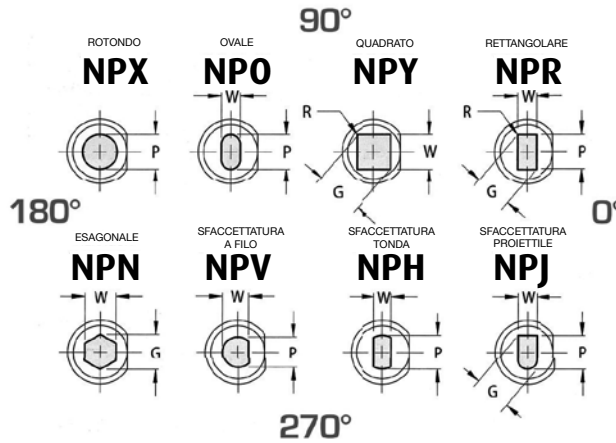 90°
ROTONDO OVALE QUADRATO RETTANGOLARE
NPX NPO NPY NPR
W W
R R
P P W P
G G
180° 0°
ESAGONALE SFACCETTATURA A FILO SFACCETTATURA TONDA SFACCETTATURA PROIETTILE
NPN NPV NPH NPJ
W W W W
G P P P
G
270°